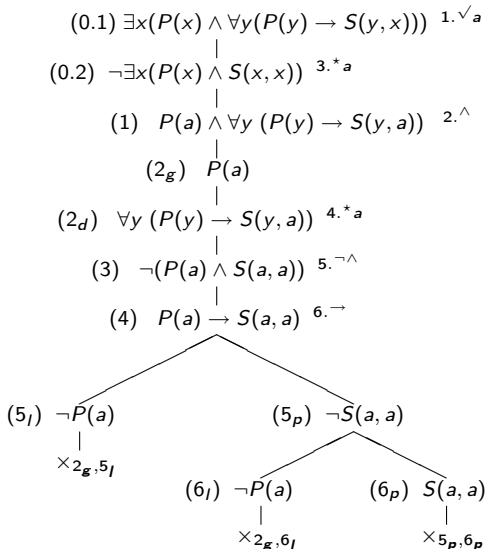 (0.1) ∃x(P(x) ∧ ∀y(P(y) → S(y, x))) 1.√a
(0.2) ¬∃x(P(x) ∧ S(x, x)) 3.⋆a
(1) P(a) ∧ ∀y (P(y) → S(y, a)) 2.∧
(2g) P(a)
(2d) ∀y (P(y) → S(y, a)) 4.⋆a
(3) ¬(P(a) ∧ S(a, a)) 5.¬∧
(4) P(a) → S(a, a) 6.→
(5l) ¬P(a) (5p) ¬S(a, a)
×2g,5l
(6l) ¬P(a) (6p) S(a, a)
×2g,6l ×5p,6p